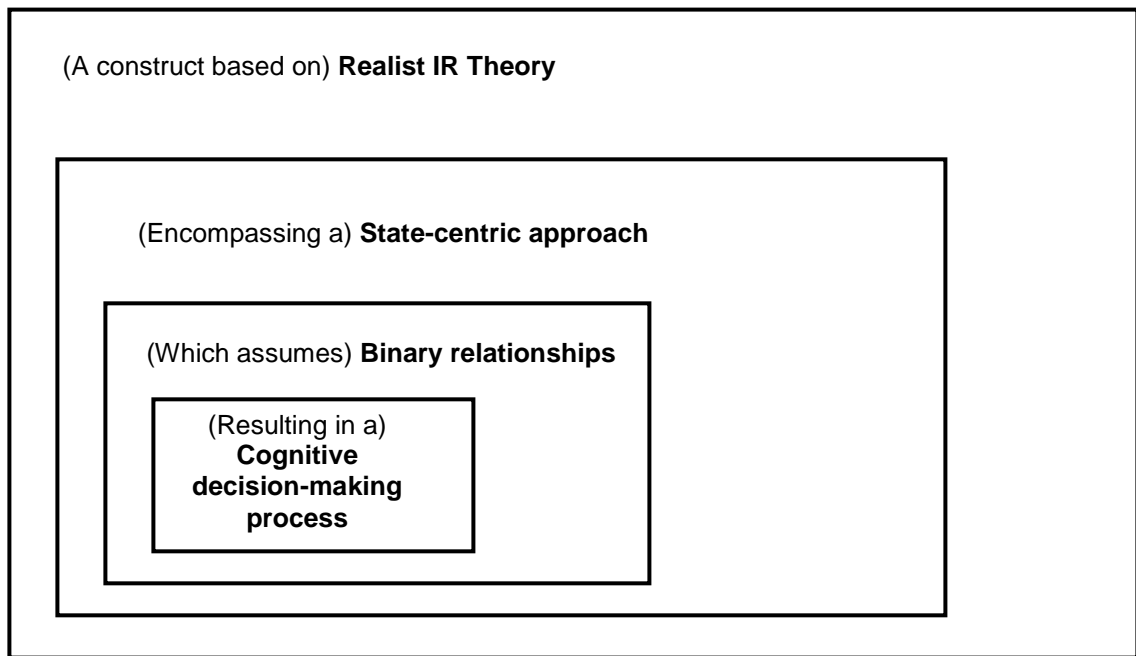 (A construct based on) Realist IR Theory
(Encompassing a) State-centric approach
(Which assumes) Binary relationships
(Resulting in a)
Cognitive
decision-making
process